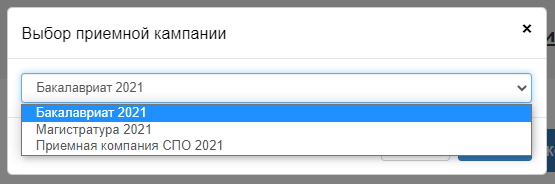 Выбор приемной кампании
×
Бакалавриат 2021
Бакалавриат 2021
Магистратура 2021
Приемная компания СПО 2021